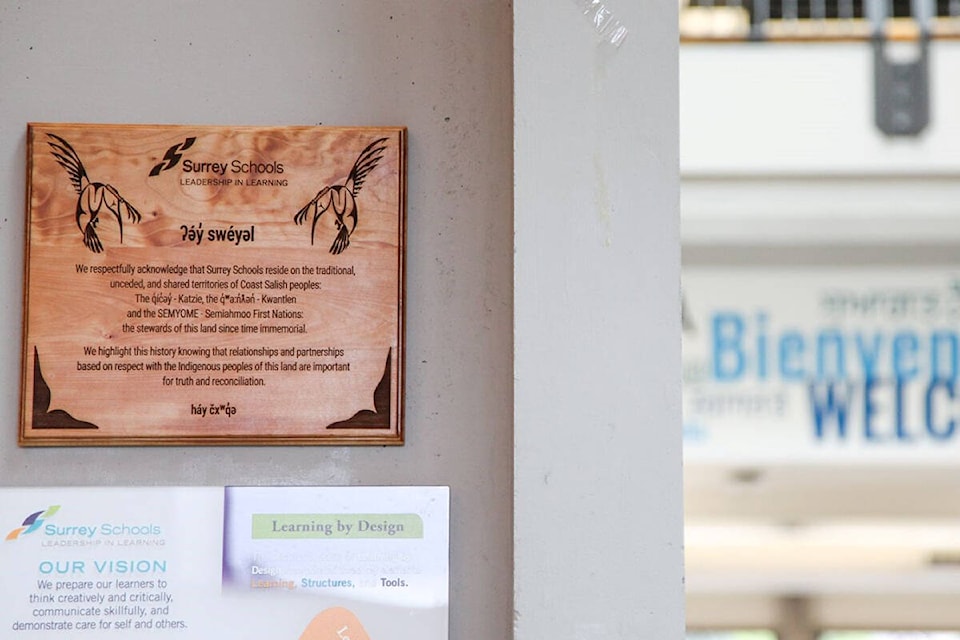 Surrey Schools
LEADERSHIP IN LEARNING
ʔə́y̓ swéyəl
We respectfully acknowledge that Surrey Schools reside on the traditional,
unceded, and shared territories of Coast Salish peoples:
The q̓ic̓əy̓ - Katzie, the q̓ʷɑ:n̓ƛ̓ən̓ - Kwantlen
and the SEMYOME - Semiahmoo First Nations:
the stewards of this land since time immemorial.
We highlight this history knowing that relationships and partnerships
based on respect with the Indigenous peoples of this land are important
for truth and reconciliation.
háy čxʷq̓ə
Surrey Schools
LEADERSHIP IN LEARNING
OUR VISION
We prepare our learners to
think creatively and critically,
communicate skillfully, and
demonstrate care for self and others.
Learning by Design
Learning, Structures, and Tools.
Bienven
WELC